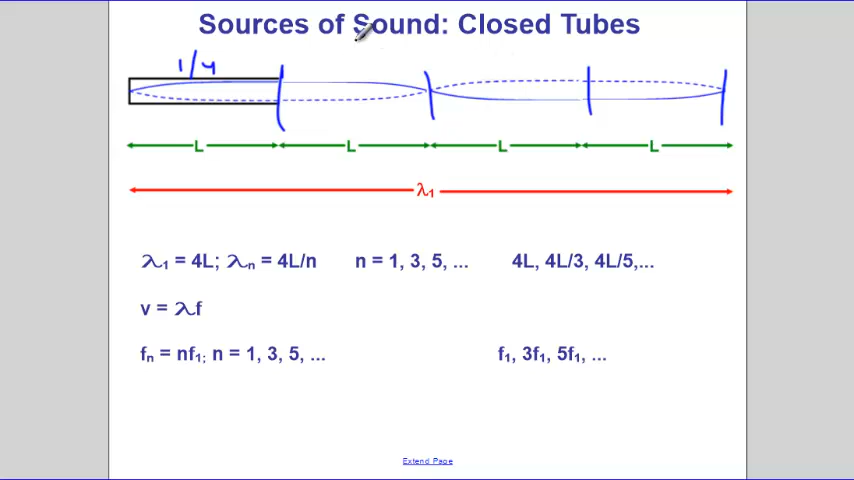 Sources of Sound: Closed Tubes
1/4
L L L L
λ₁
λ₁ = 4L; λₙ = 4L/n n = 1, 3, 5, ... 4L, 4L/3, 4L/5,...
v = λf
fₙ = nf₁; n = 1, 3, 5, ... f₁, 3f₁, 5f₁, ...
Extend Page